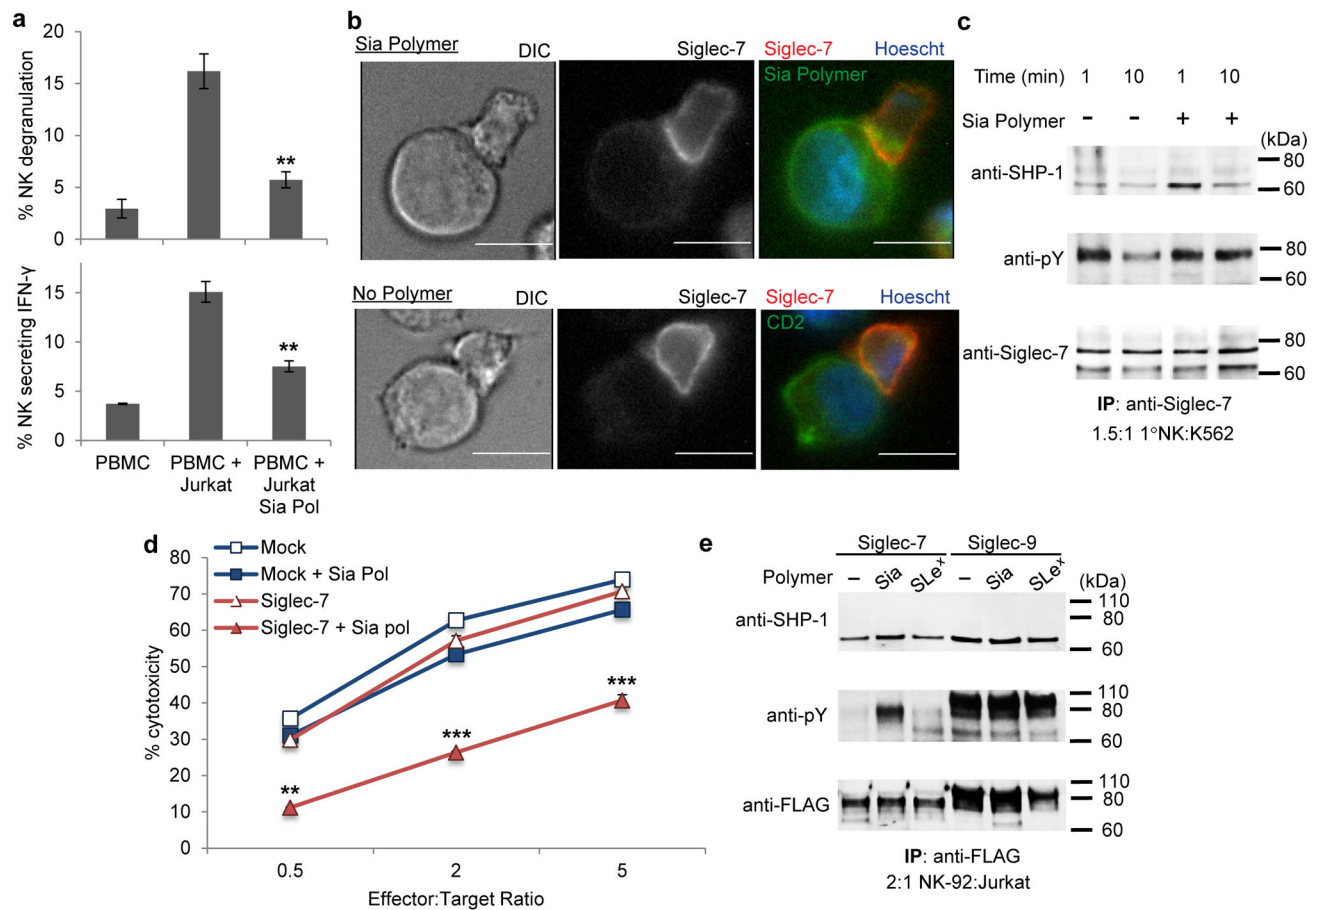 a
20
15
10
5
0
% NK degranulation
**
15
10
5
0
% NK secreting IFN-γ
**
PBMC
PBMC +
Jurkat
PBMC +
Jurkat
Sia Pol
b
Sia Polymer
DIC
Siglec-7
Siglec-7
Hoescht
Sia Polymer
No Polymer
DIC
Siglec-7
Siglec-7
Hoescht
CD2
c
Time (min) 1 10 1 10
Sia Polymer - - + +
(kDa)
anti-SHP-1
80
60
anti-pY
80
60
anti-Siglec-7
80
60
IP: anti-Siglec-7
1.5:1 1°NK:K562
d
Mock
Mock + Sia Pol
Siglec-7
Siglec-7 + Sia pol
80
70
60
50
40
30
20
10
0
% cytotoxicity
**
***
***
0.5 2 5
Effector:Target Ratio
e
Siglec-7 Siglec-9
Polymer – Sia SLeˣ – Sia SLeˣ (kDa)
anti-SHP-1
110
80
60
anti-pY
110
80
60
anti-FLAG
110
80
60
IP: anti-FLAG
2:1 NK-92:Jurkat